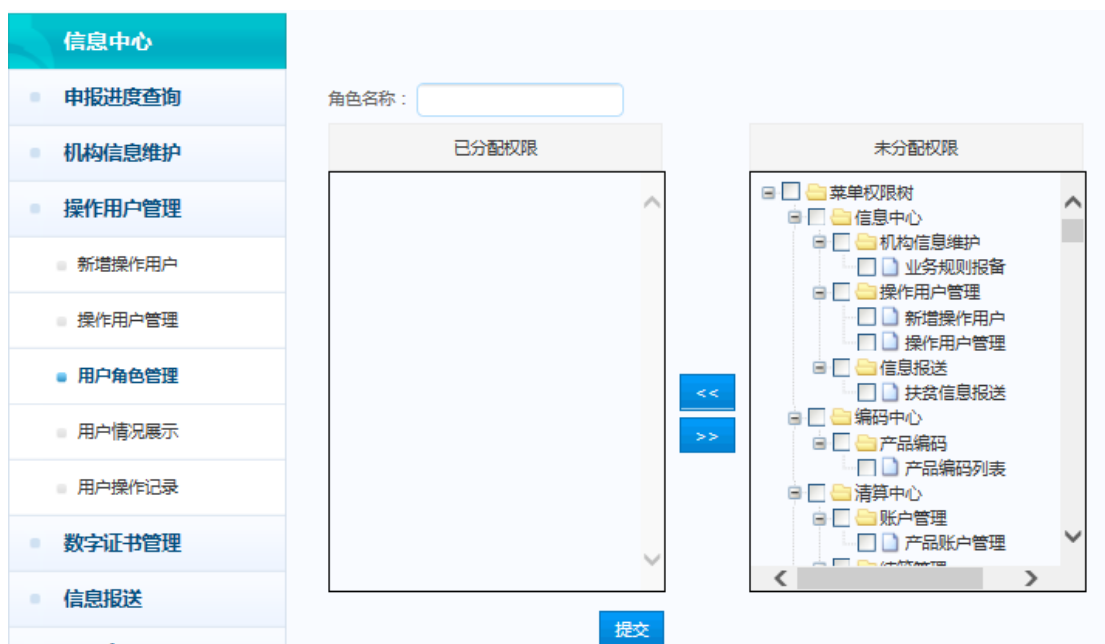 信息中心
申报进度查询
机构信息维护
操作用户管理
新增操作用户
操作用户管理
用户角色管理
用户情况展示
用户操作记录
数字证书管理
信息报送
角色名称：
已分配权限
<<
>>
未分配权限
菜单权限树
信息中心
机构信息维护
业务规则报备
操作用户管理
新增操作用户
操作用户管理
信息报送
扶贫信息报送
编码中心
产品编码
产品编码列表
清算中心
账户管理
产品账户管理
提交